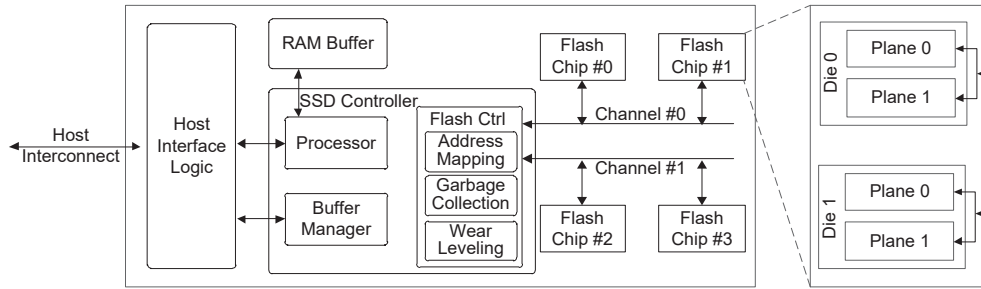 Host
Interconnect
Host
Interface
Logic
RAM Buffer
SSD Controller
Processor
Buffer
Manager
Flash Ctrl
Address
Mapping
Garbage
Collection
Wear
Leveling
Flash
Chip #0
Flash
Chip #1
Channel #0
Channel #1
Flash
Chip #2
Flash
Chip #3
Die 0
Plane 0
Plane 1
Die 1
Plane 0
Plane 1